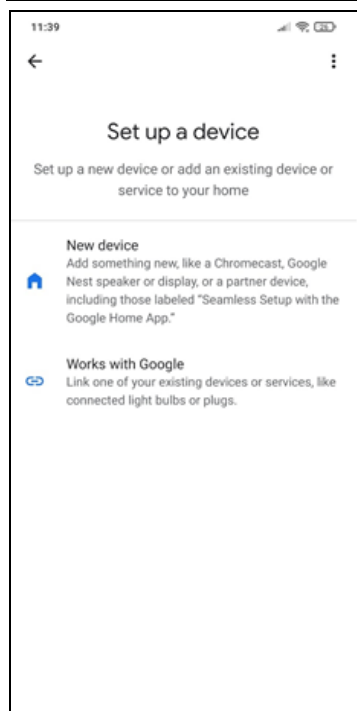 11:39
Set up a device
Set up a new device or add an existing device or
service to your home
New device
Add something new, like a Chromecast, Google
Nest speaker or display, or a partner device,
including those labeled "Seamless Setup with the
Google Home App."
Works with Google
Link one of your existing devices or services, like
connected light bulbs or plugs.